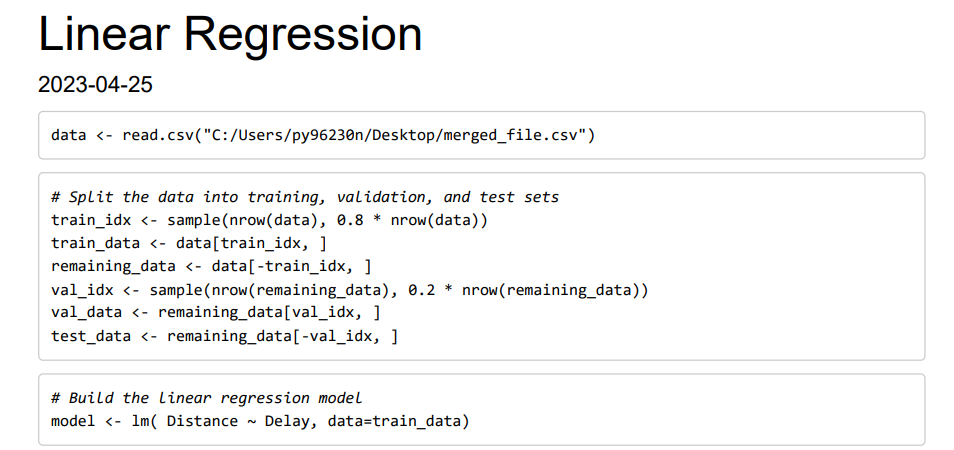 Linear Regression
2023-04-25
data <- read.csv("C:/Users/py96230n/Desktop/merged_file.csv")
# Split the data into training, validation, and test sets
train_idx <- sample(nrow(data), 0.8 * nrow(data))
train_data <- data[train_idx, ]
remaining_data <- data[-train_idx, ]
val_idx <- sample(nrow(remaining_data), 0.2 * nrow(remaining_data))
val_data <- remaining_data[val_idx, ]
test_data <- remaining_data[-val_idx, ]
# Build the linear regression model
model <- lm( Distance ~ Delay, data=train_data)